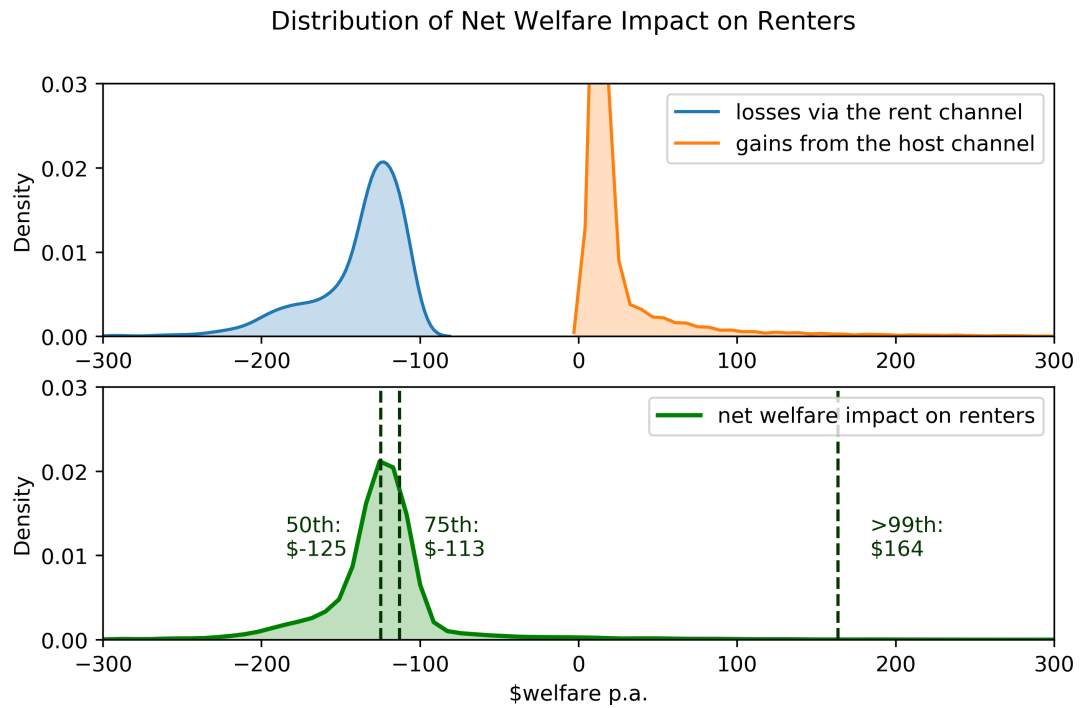 Distribution of Net Welfare Impact on Renters
0.03
losses via the rent channel
gains from the host channel
0.02
Density
0.01
0.00
−300 −200 −100 0 100 200 300
0.03
net welfare impact on renters
0.02
Density
50th: 75th: >99th:
$-125 $-113 $164
0.01
0.00
−300 −200 −100 0 100 200 300
$welfare p.a.